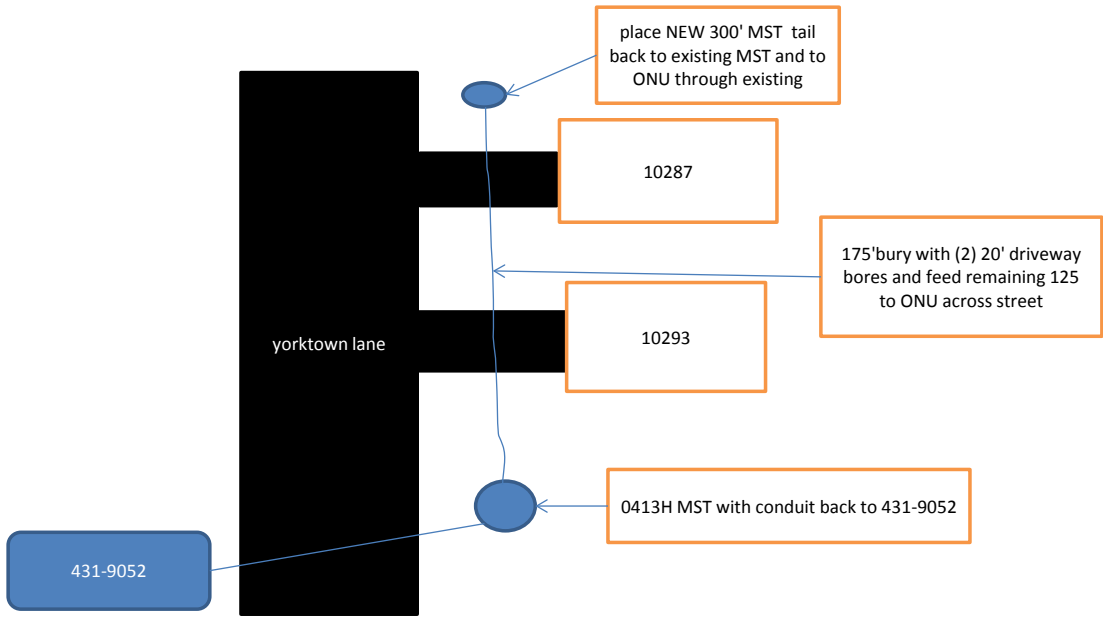 place NEW 300' MST tail
back to existing MST and to
ONU through existing
10287
175'bury with (2) 20' driveway
bores and feed remaining 125
to ONU across street
10293
yorktown lane
0413H MST with conduit back to 431-9052
431-9052